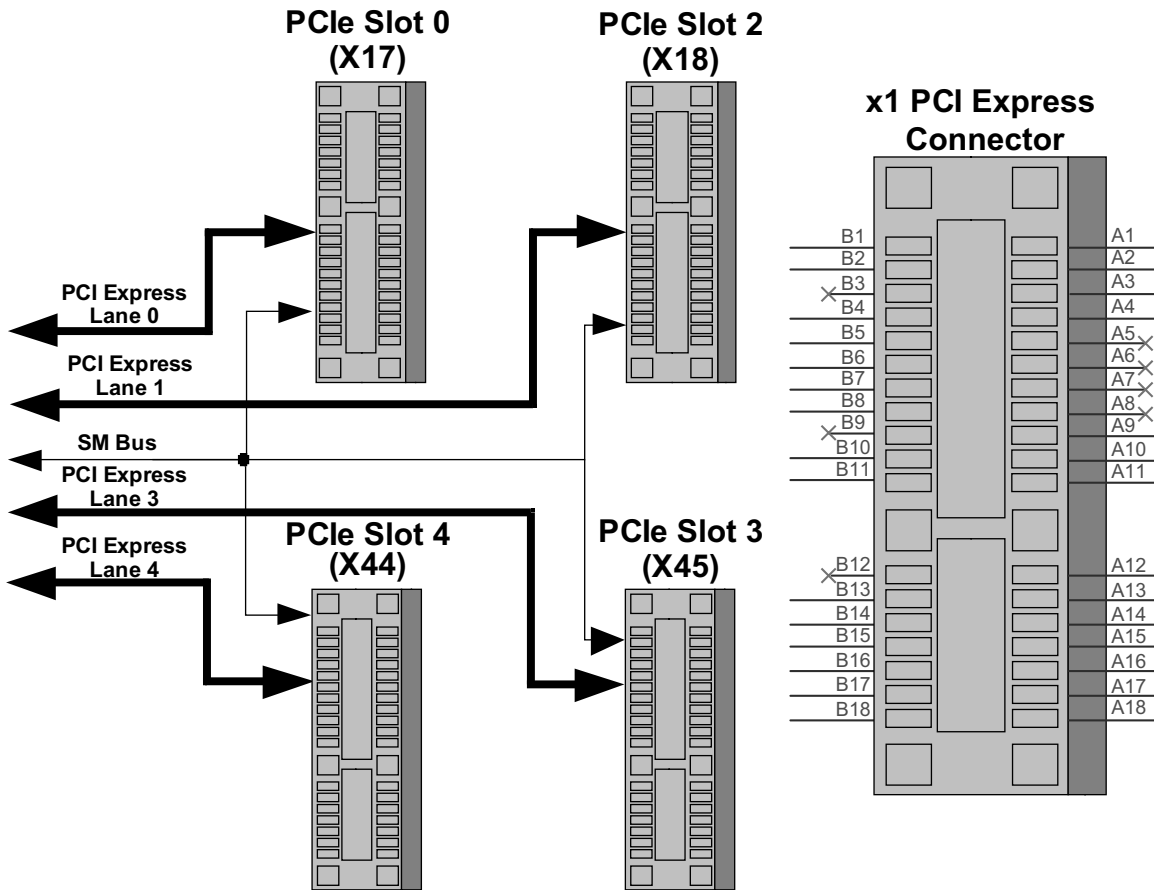 PCIe Slot 0
(X17)
PCIe Slot 2
(X18)
PCI Express
Lane 0
PCI Express
Lane 1
SM Bus
PCI Express
Lane 3
PCI Express
Lane 4
PCIe Slot 4
(X44)
PCIe Slot 3
(X45)
x1 PCI Express
Connector
B1
B2
B3
B4
B5
B6
B7
B8
B9
B10
B11
B12
B13
B14
B15
B16
B17
B18
A1
A2
A3
A4
A5
A6
A7
A8
A9
A10
A11
A12
A13
A14
A15
A16
A17
A18